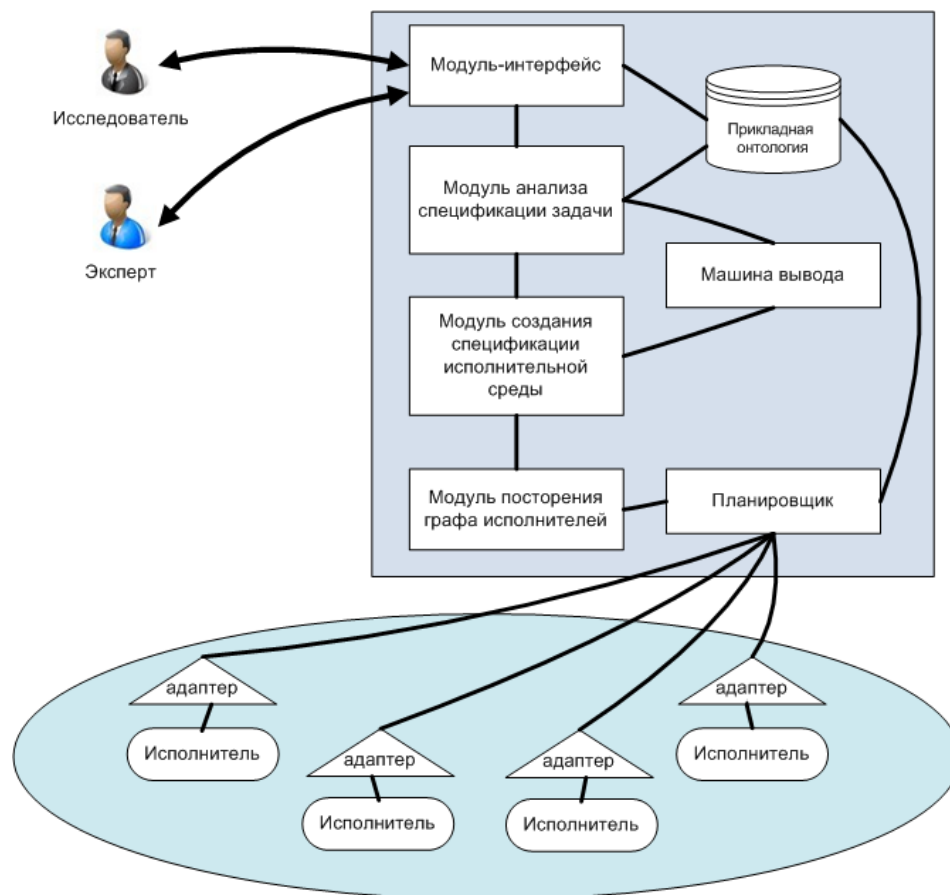 Исследователь
Эксперт
Модуль-интерфейс
Прикладная
онтология
Модуль анализа
спецификации задачи
Машина вывода
Модуль создания
спецификации
исполнительной
среды
Модуль посторения
графа исполнителей
Планировщик
адаптер
Исполнитель
адаптер
Исполнитель
адаптер
Исполнитель
адаптер
Исполнитель